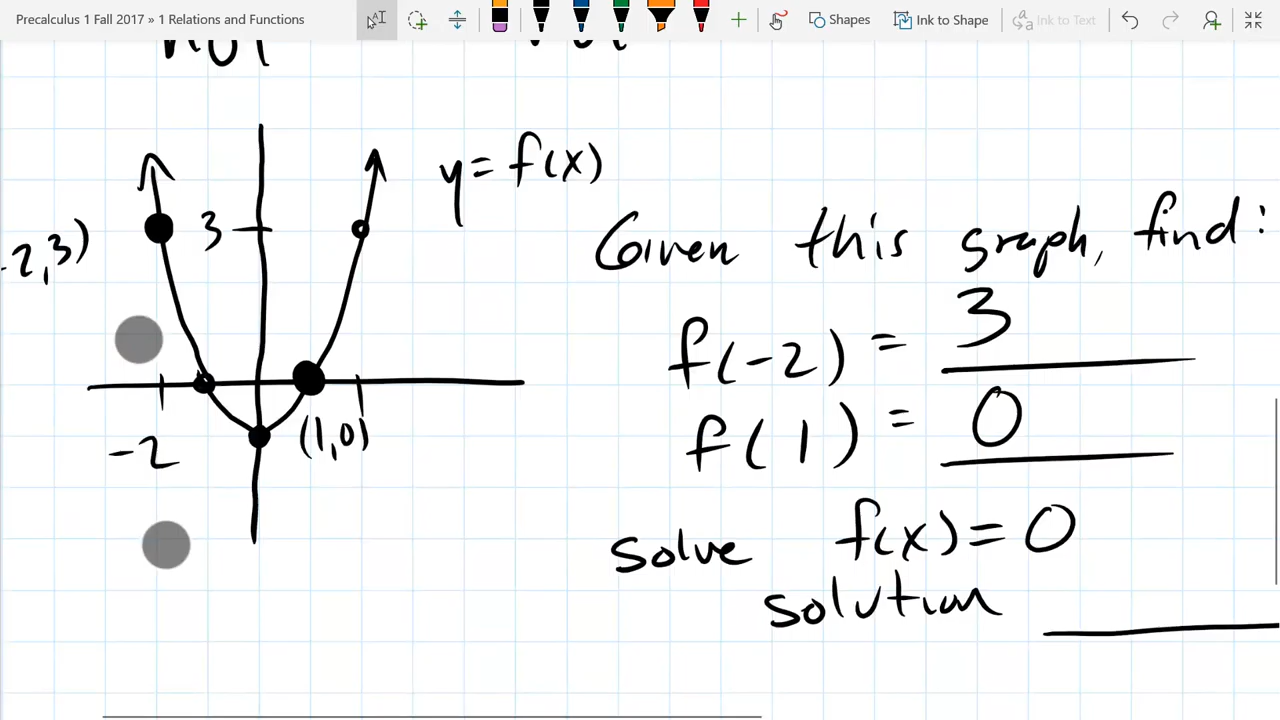 Precalculus 1 Fall 2017 » 1 Relations and Functions
Shapes
Ink to Shape
Ink to Text
y = f(x)
-2,3)
3
Given this graph, find:
f(-2) = 3
f(1) = 0
-2
(1,0)
solve f(x) = 0
solution